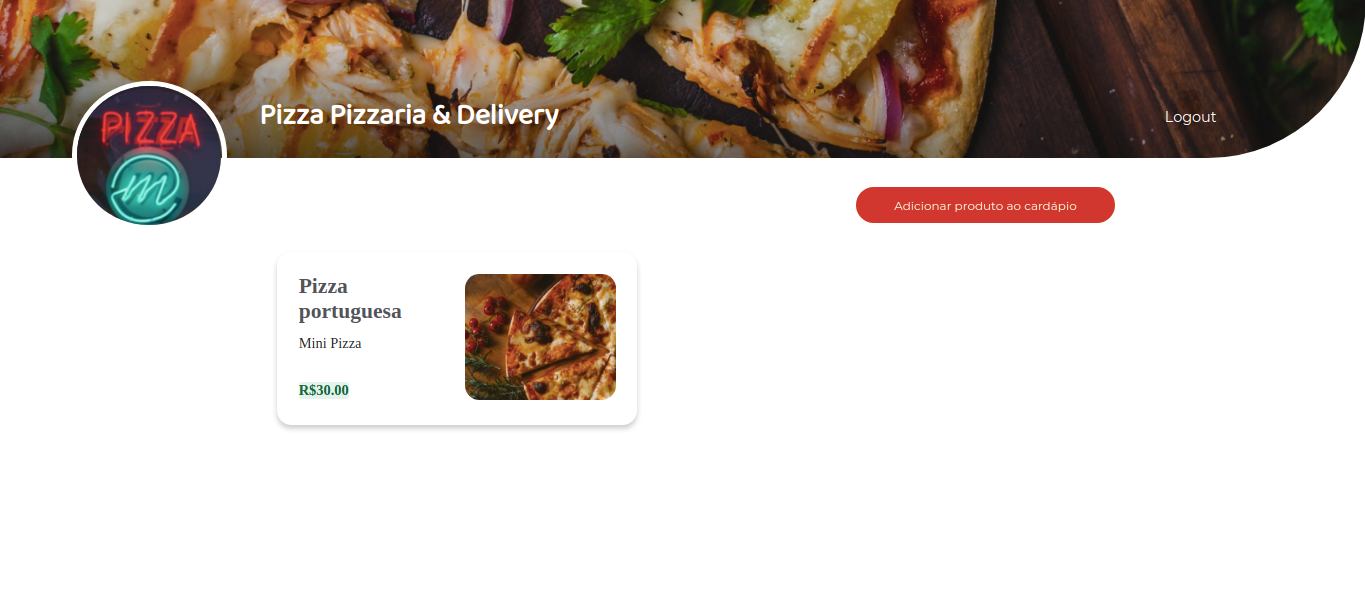 PIZZA
m
Pizza Pizzaria & Delivery
Logout
Adicionar produto ao cardápio
Pizza
portuguesa
Mini Pizza
R$30.00